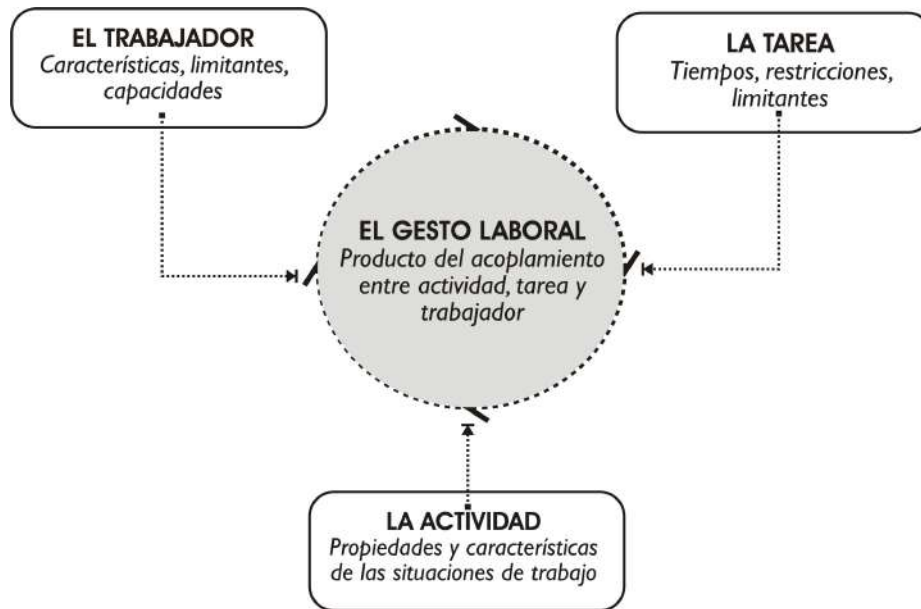 EL TRABAJADOR
Características, limitantes,
capacidades
LA TAREA
Tiempos, restricciones,
limitantes
EL GESTO LABORAL
Producto del acoplamiento
entre actividad, tarea y
trabajador
LA ACTIVIDAD
Propiedades y características
de las situaciones de trabajo